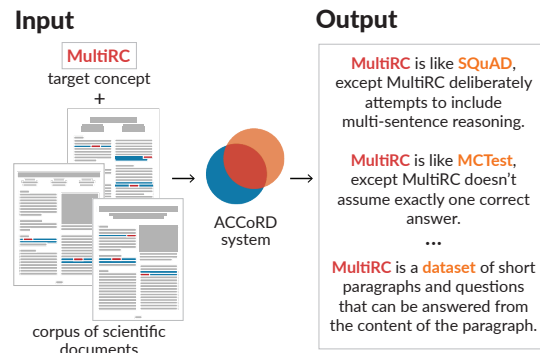 Input
MultiRC
target concept
+
corpus of scientific
documents
ACCoRD
system
Output
MultiRC is like SQuAD,
except MultiRC deliberately
attempts to include
multi-sentence reasoning.
MultiRC is like MCTest,
except MultiRC doesn't
assume exactly one correct
answer.
...
MultiRC is a dataset of short
paragraphs and questions
that can be answered from
the content of the paragraph.